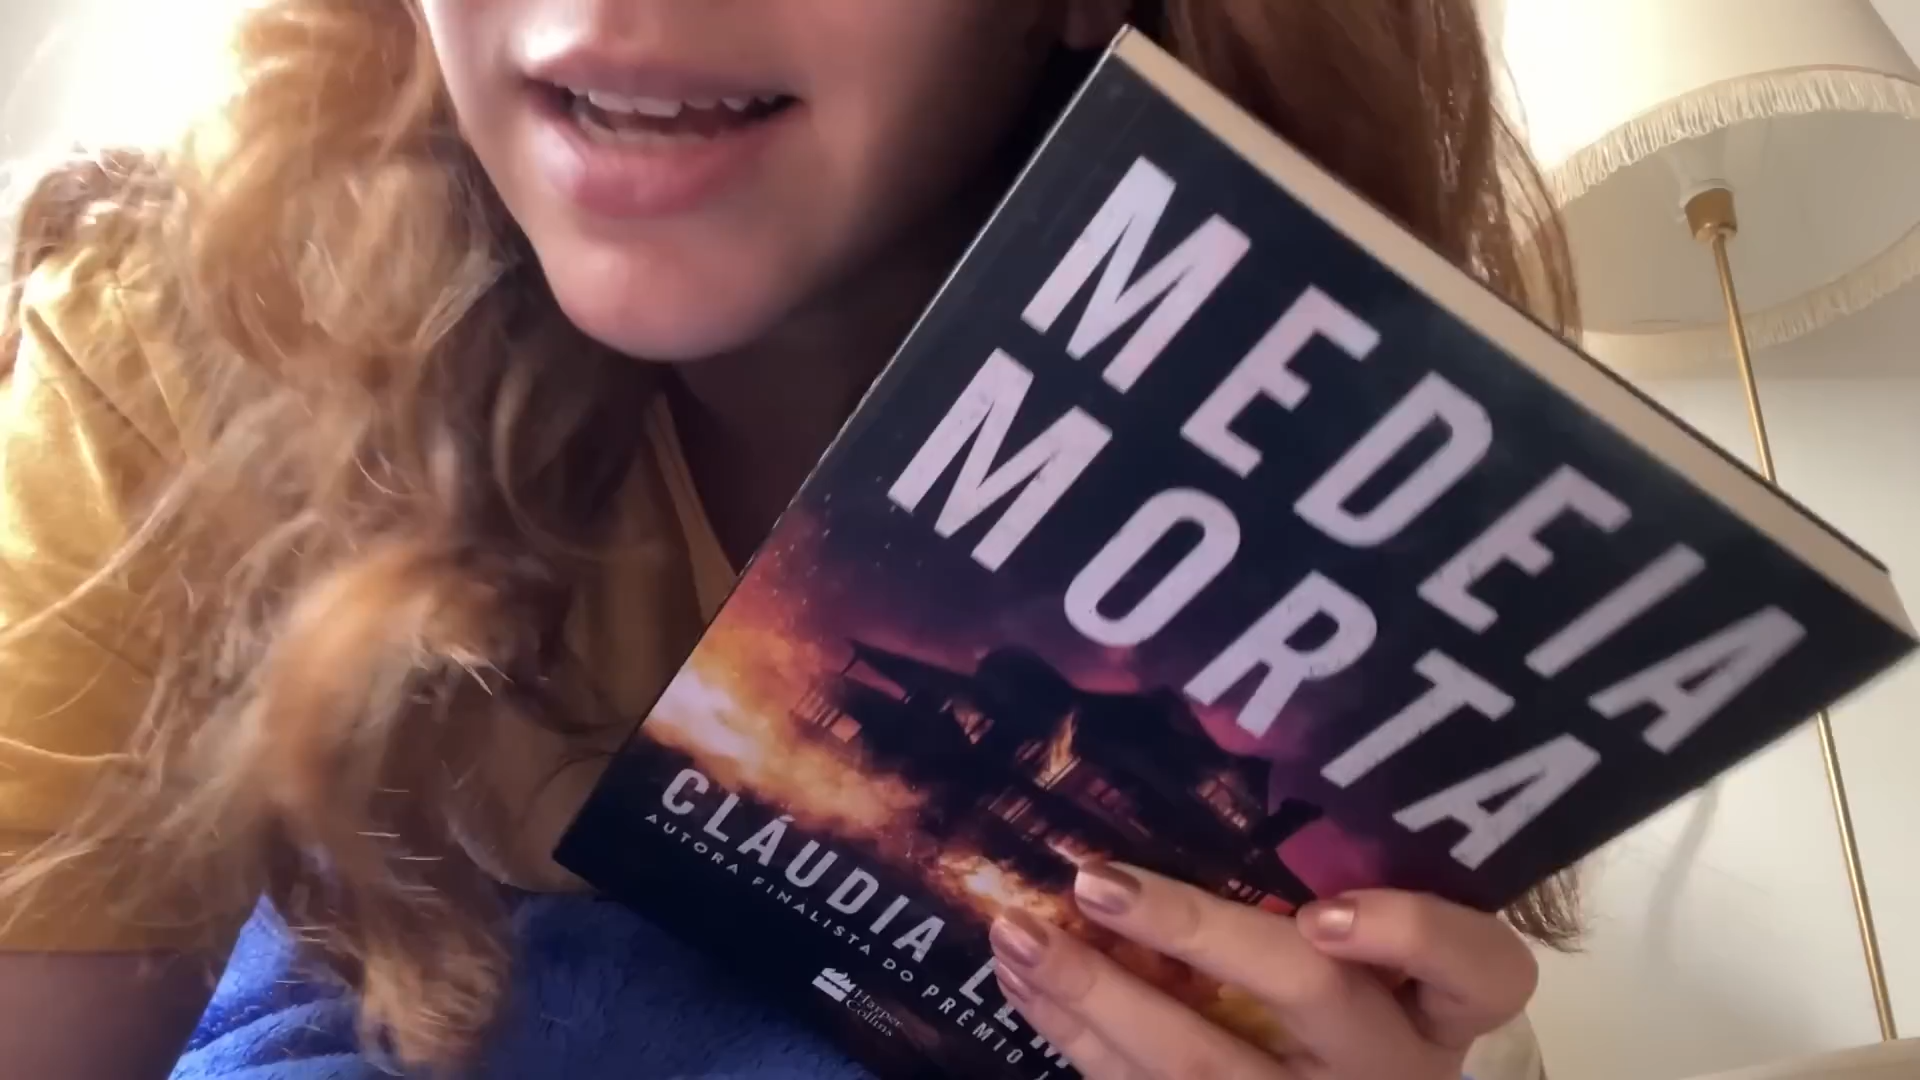 MEDEIA
MORTA
CLÁUDIA
AUTORA FINALISTA DO PRÊMIO
Harper
Collins